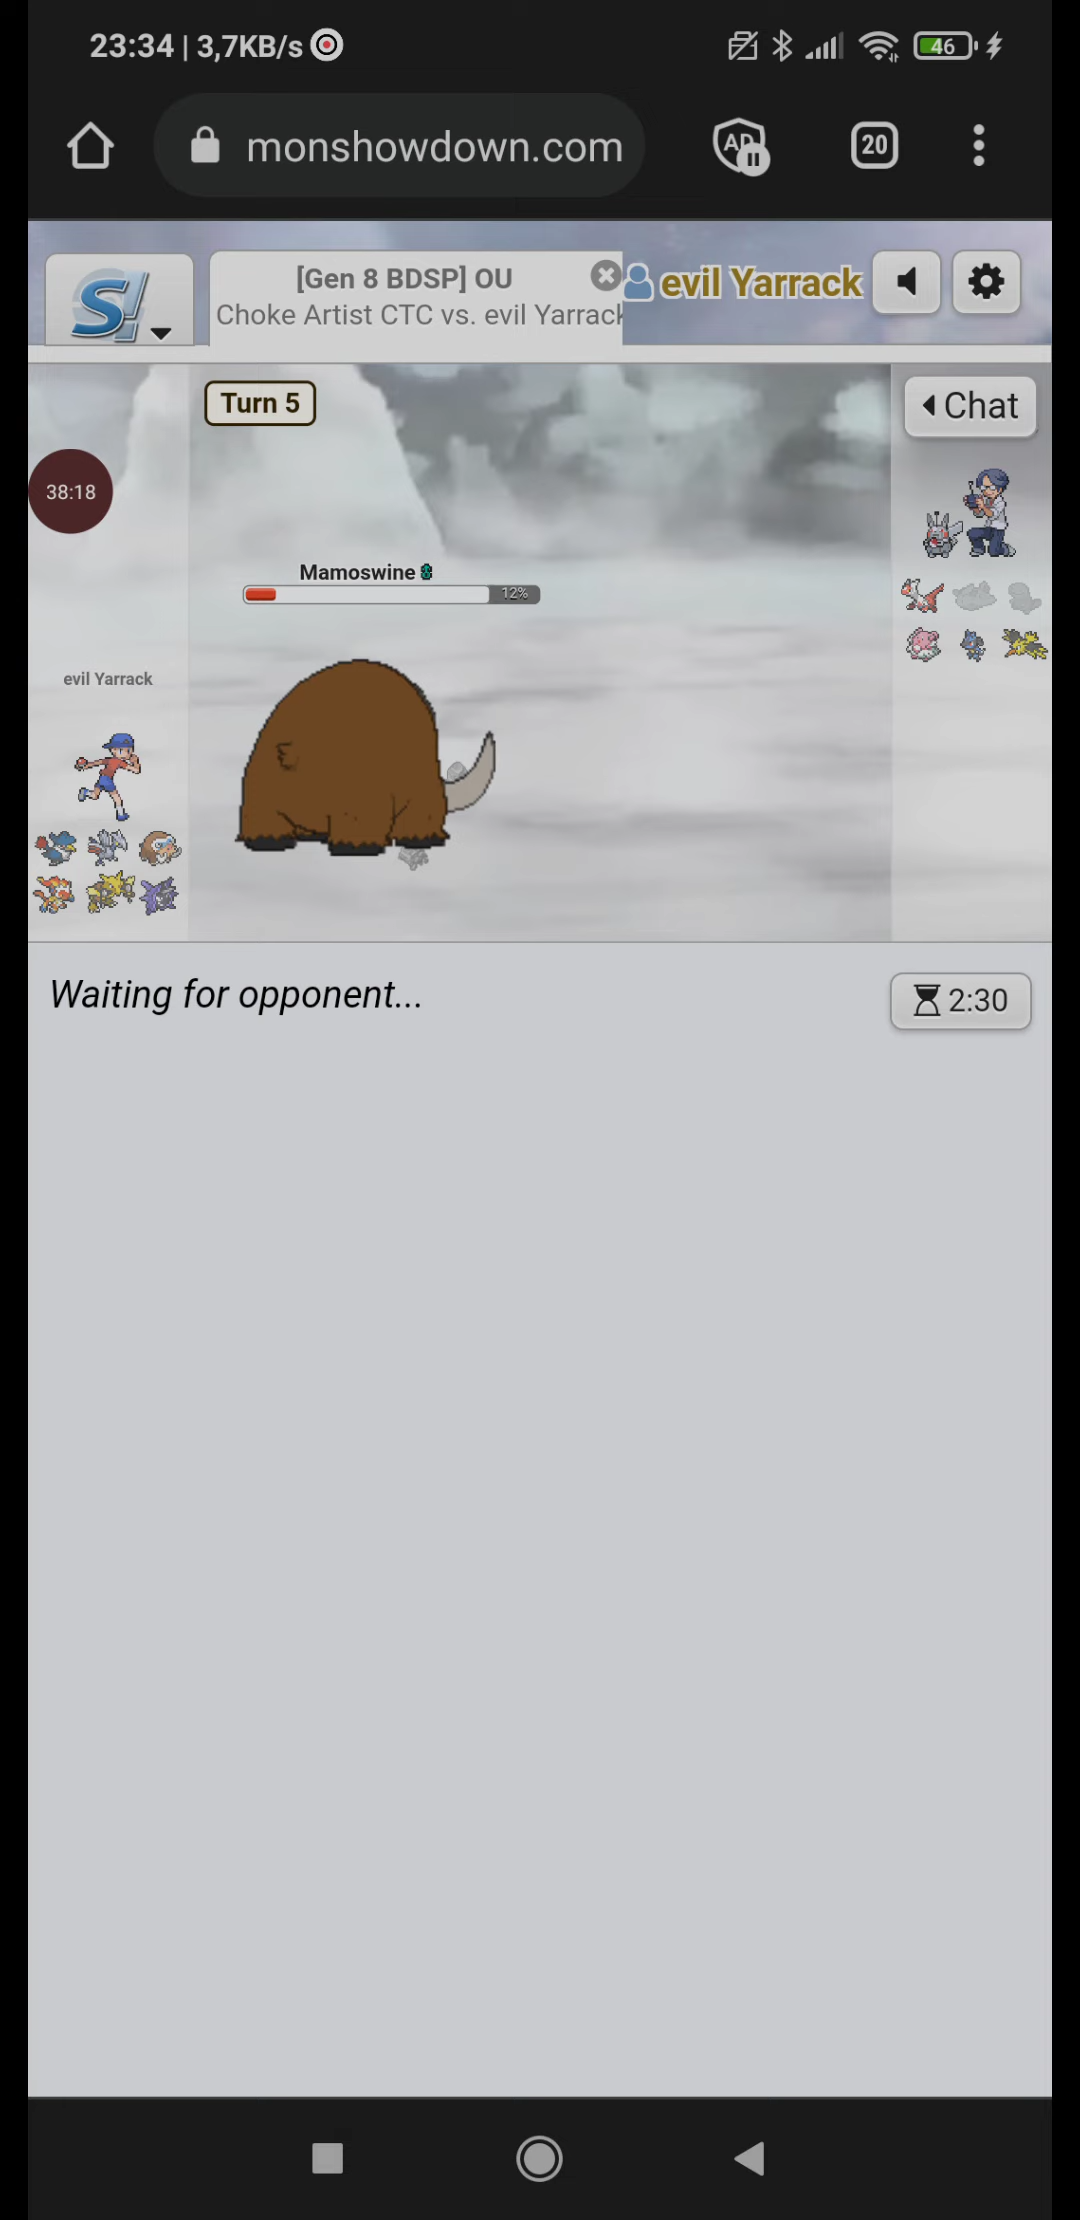 23:34 | 3,7KB/s
46
monshowdown.com
AD
20
S!
[Gen 8 BDSP] OU
Choke Artist CTC vs. evil Yarrack
evil Yarrack
Turn 5
Chat
38:18
Mamoswine
12%
evil Yarrack
Waiting for opponent...
2:30